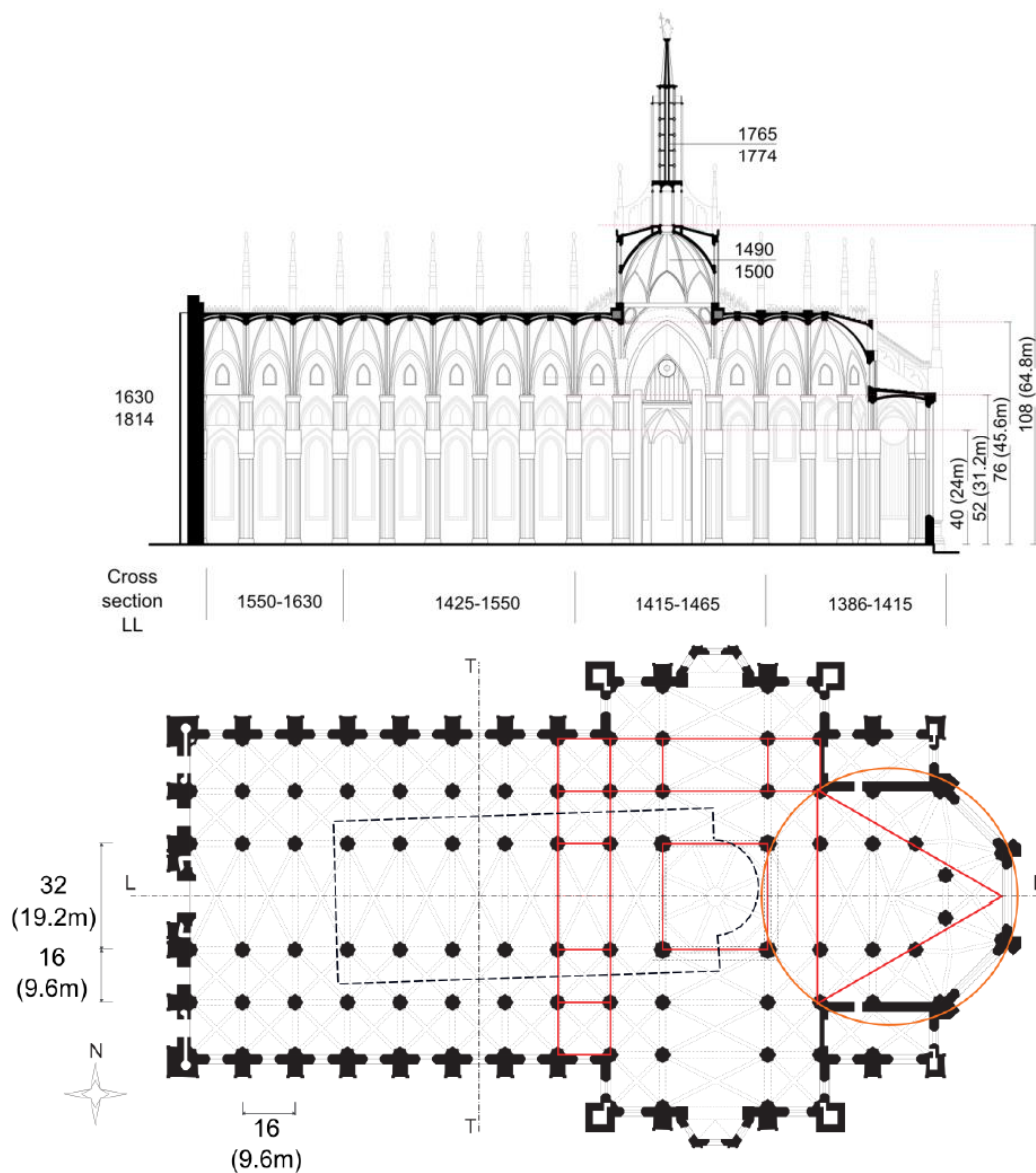 1765
1774
1490
1500
1630
1814
40 (24m)
52 (31.2m)
76 (45.6m)
108 (64.8m)
Cross
section
LL
1550-1630
1425-1550
1415-1465
1386-1415
T
L
32
(19.2m)
16
(9.6m)
N
16
(9.6m)
T